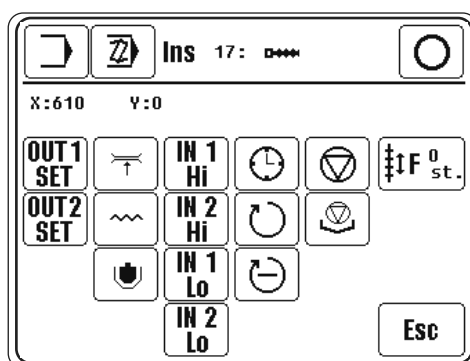 Ins 17:
X:610 Y:0
OUT1 SET
IN 1 Hi
F 0 st.
OUT2 SET
IN 2 Hi
IN 1 Lo
IN 2 Lo
Esc